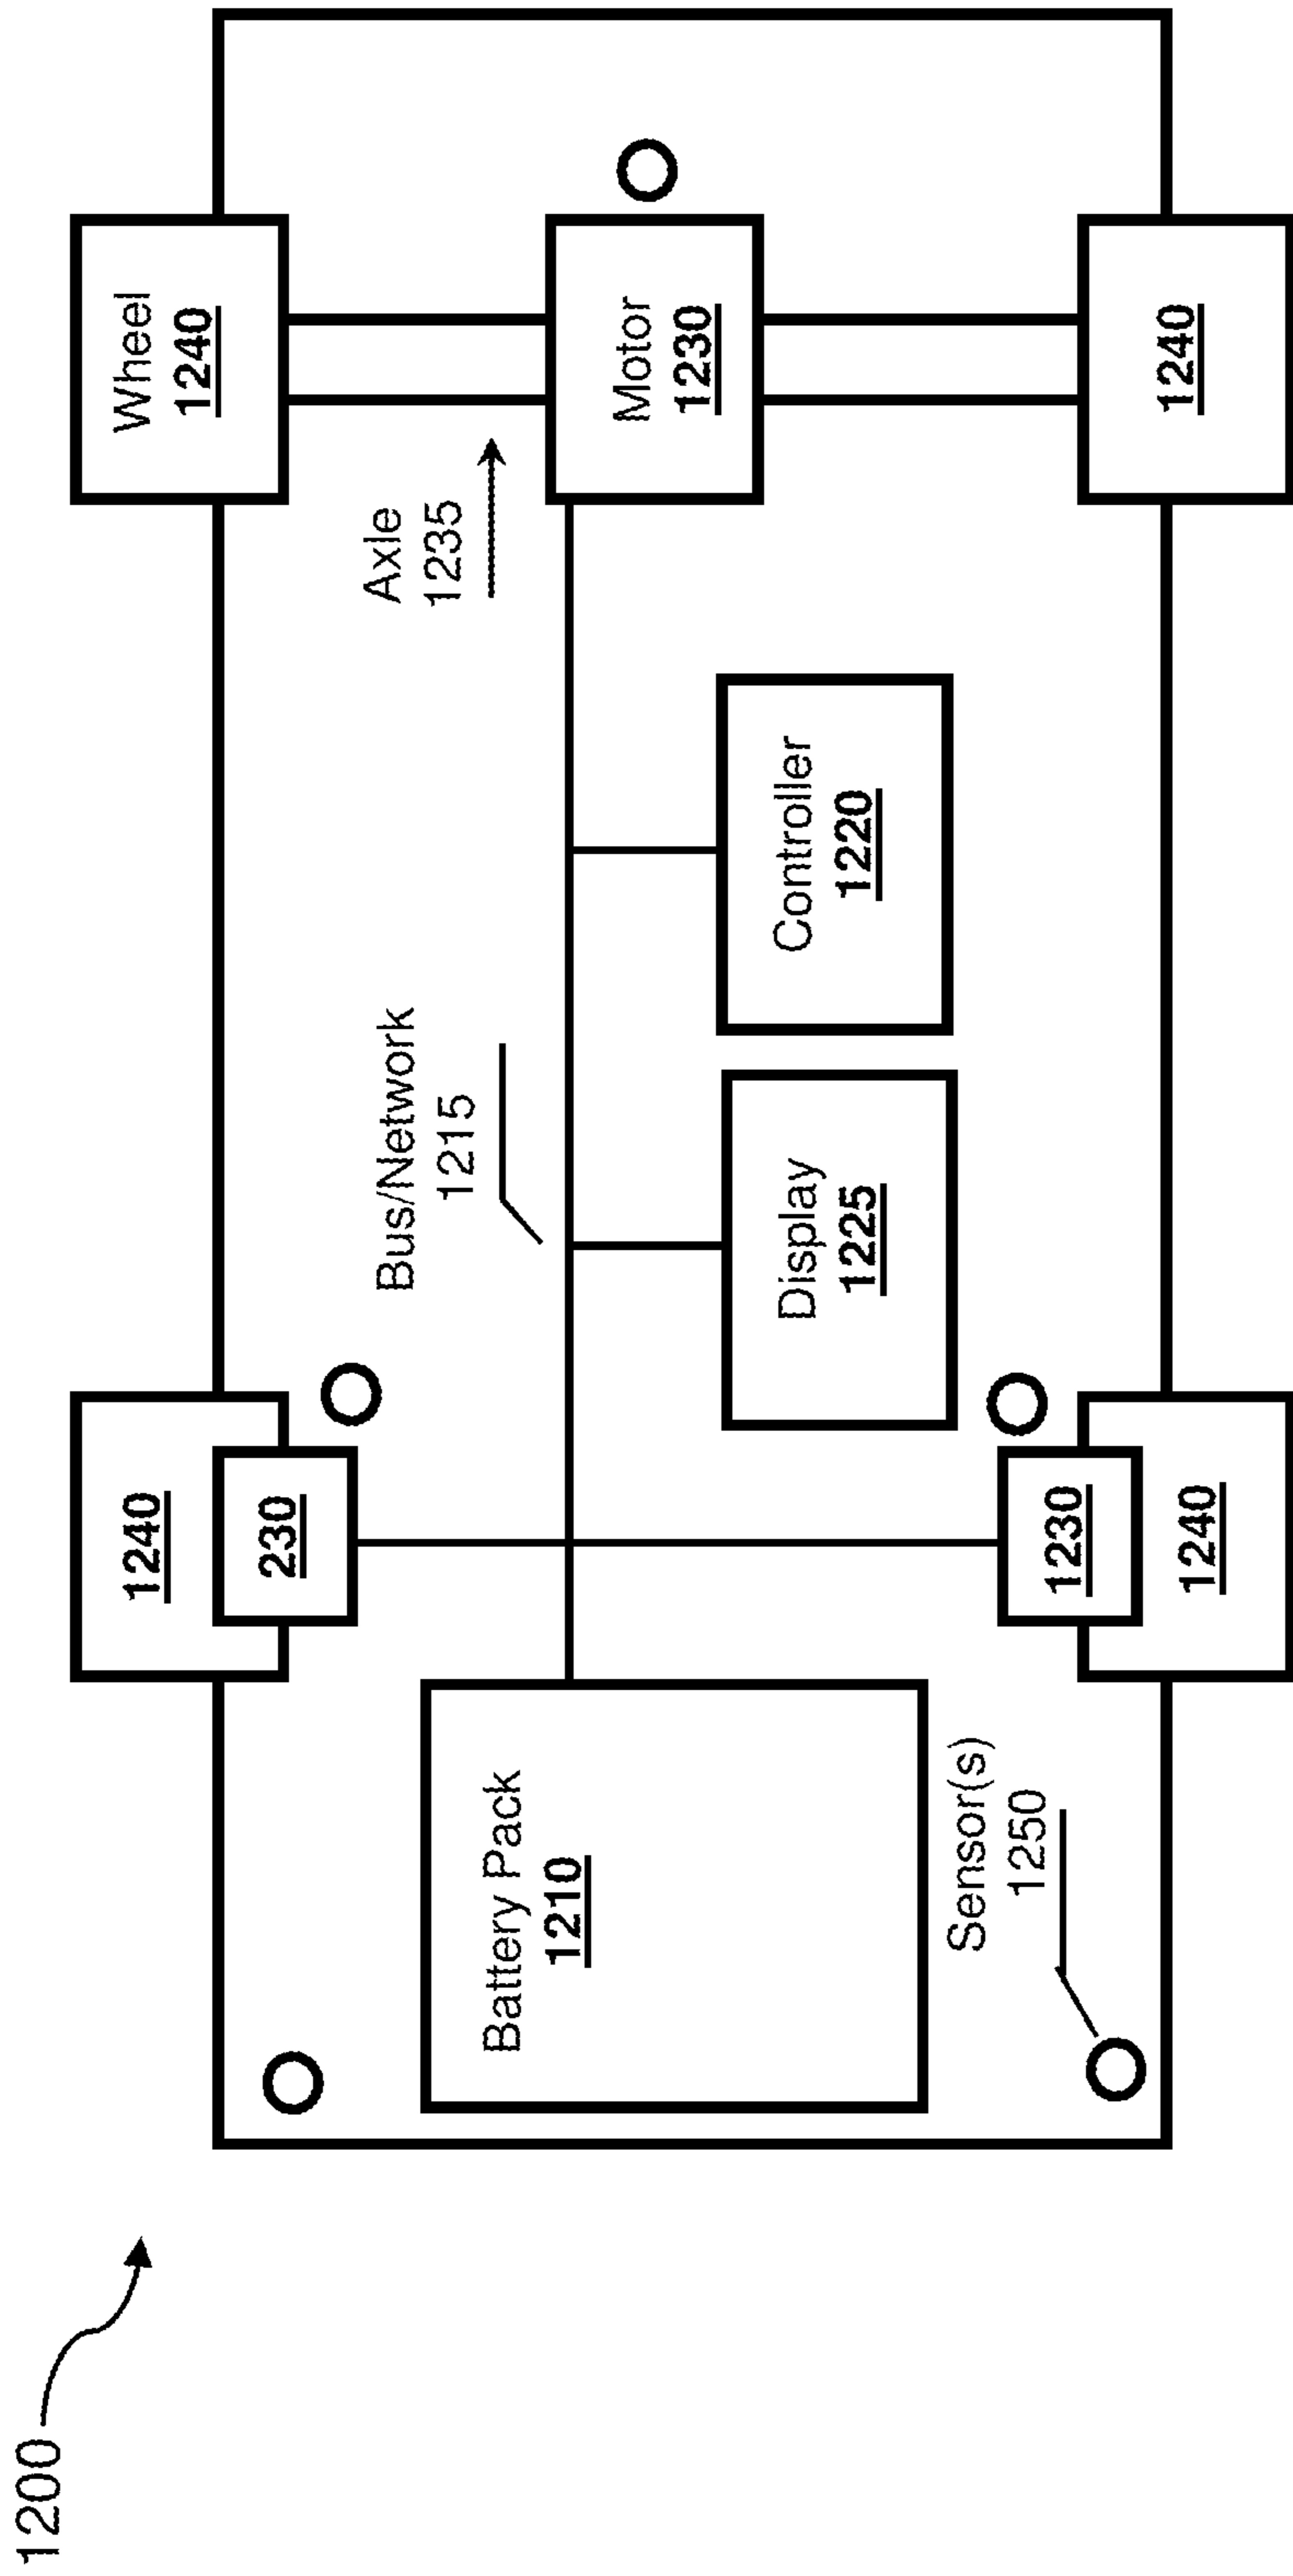 1200
Wheel
1240
1240
230
Axle
1235
Bus/Network
1215
Motor
1230
Battery Pack
1210
Display
1225
Controller
1220
Sensor(s)
1250
1230
1240
1240